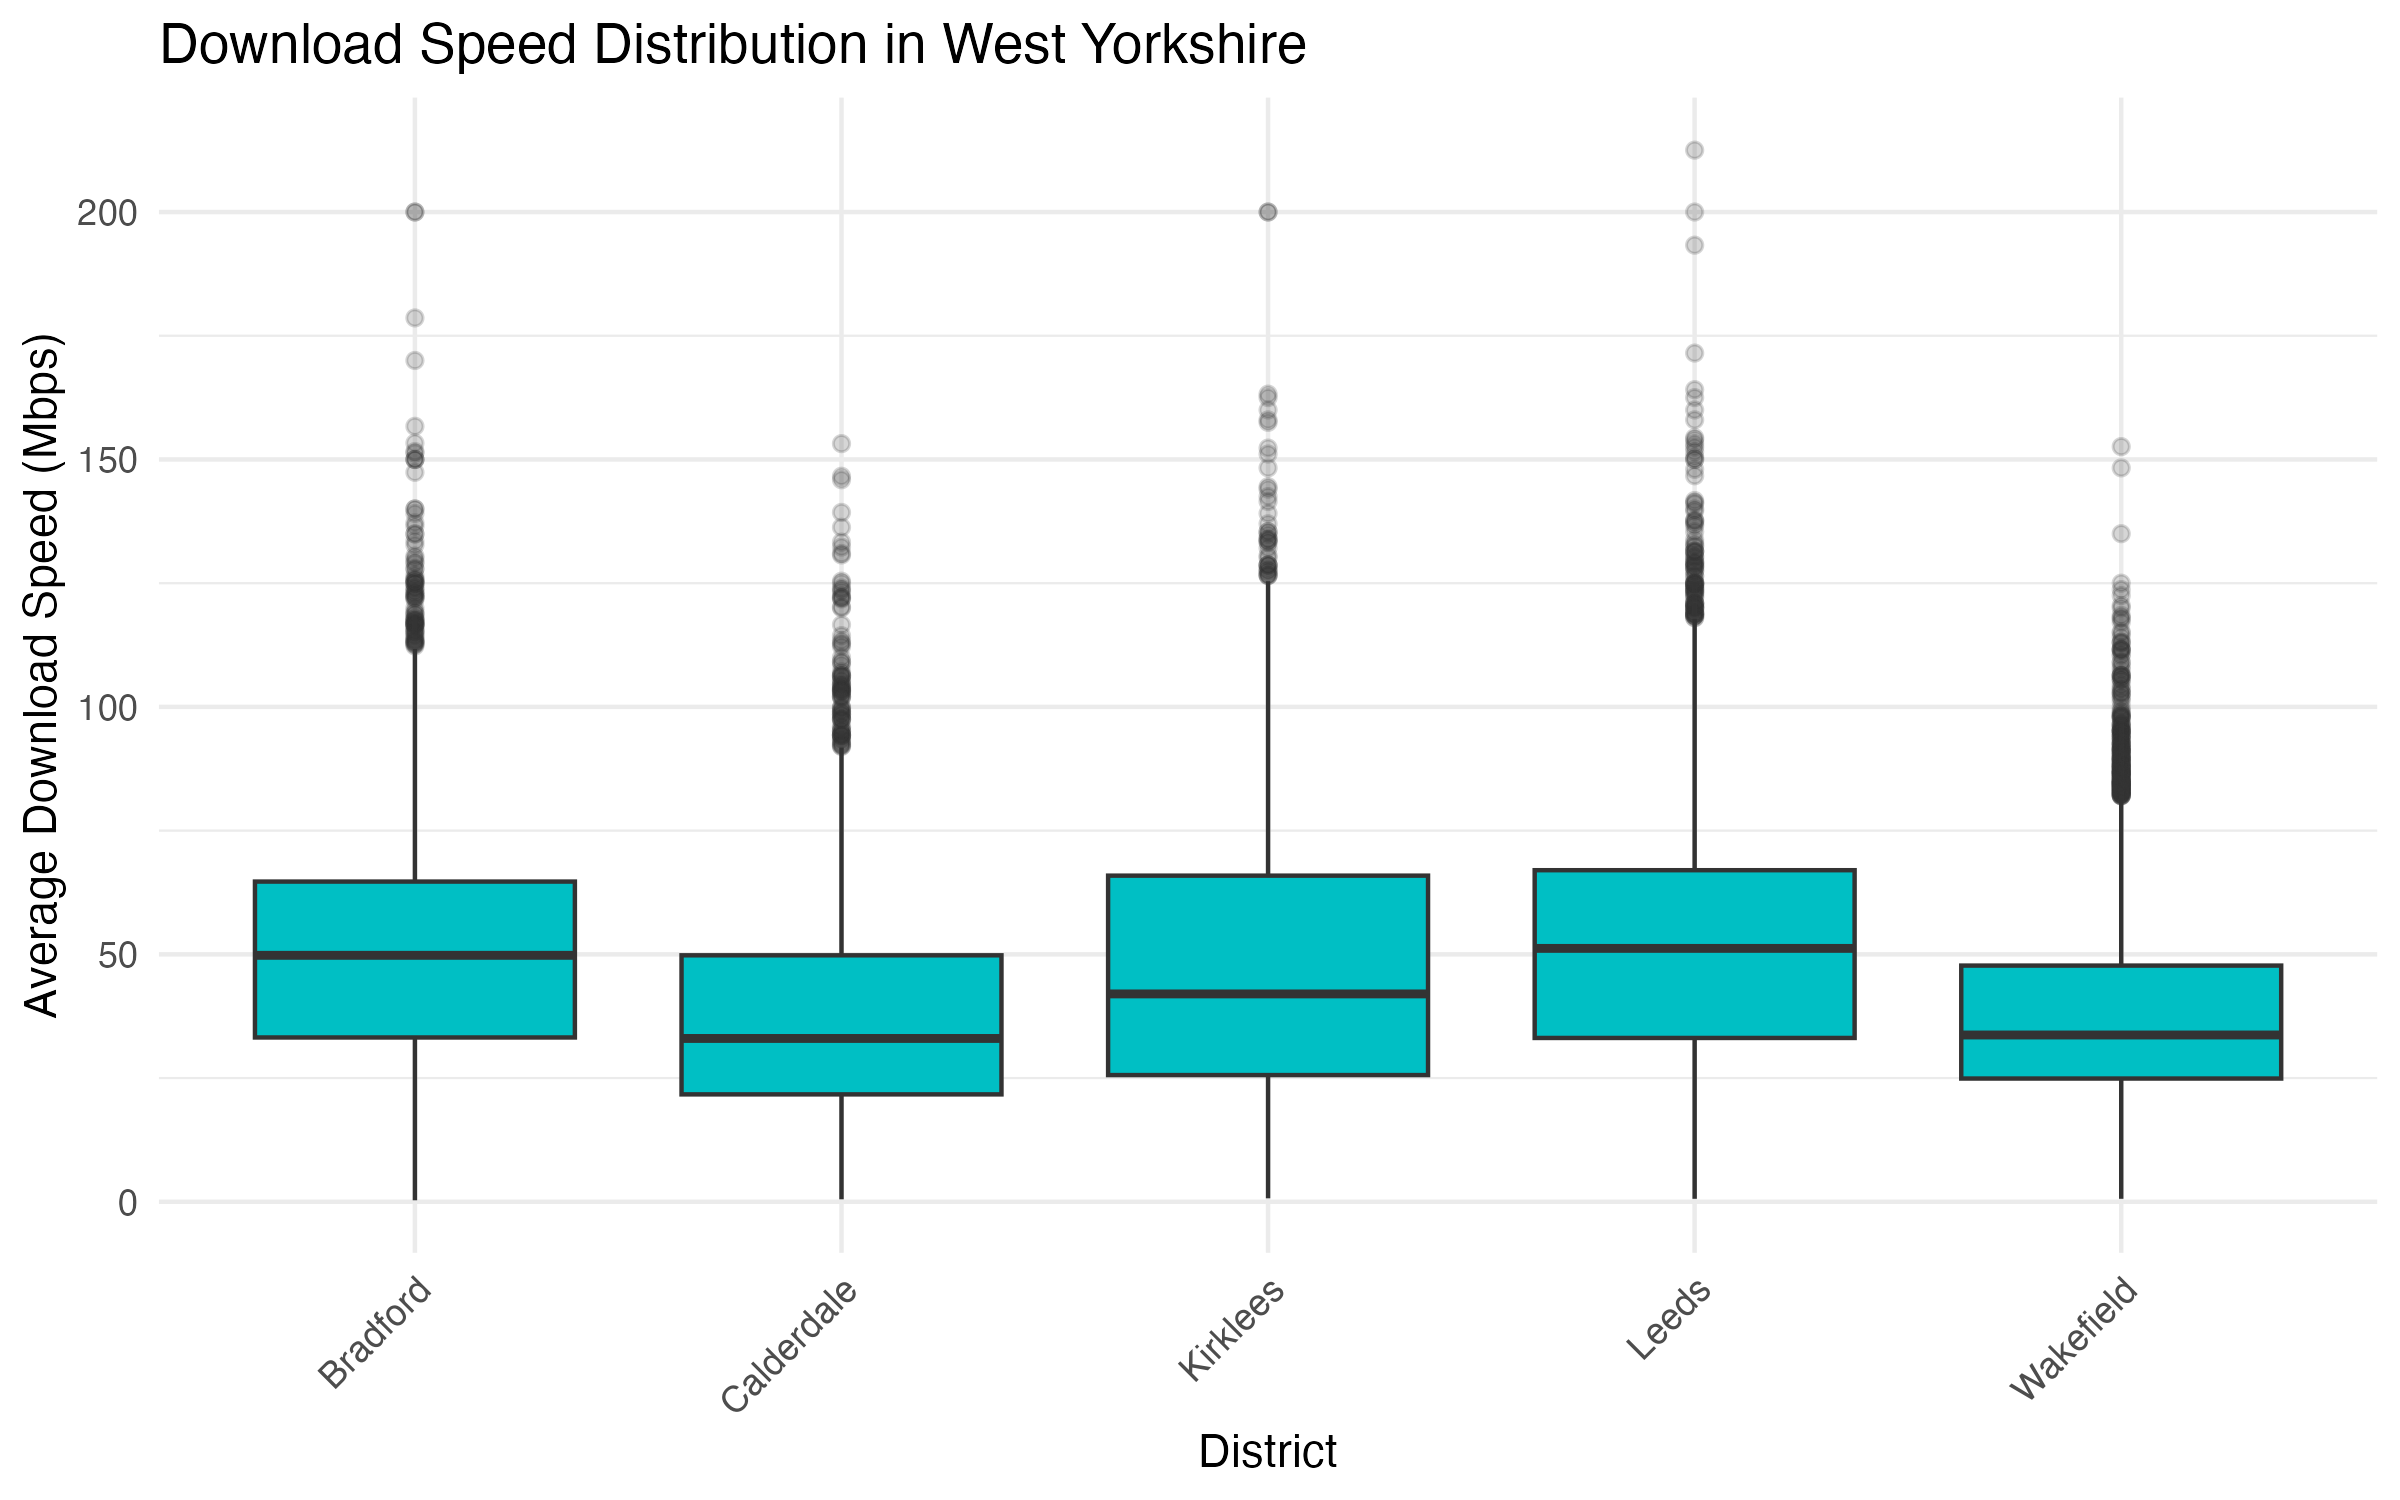 Download Speed Distribution in West Yorkshire
Average Download Speed (Mbps)
200
150
100
50
0
Bradford
Calderdale
Kirklees
Leeds
Wakefield
District